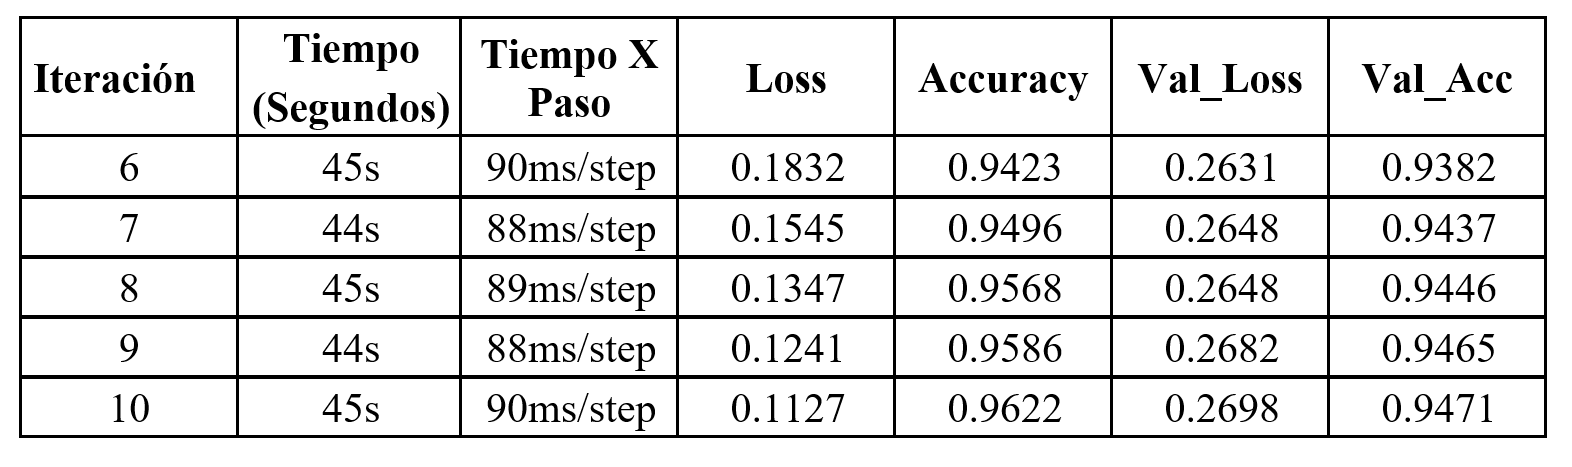 Iteración Tiempo (Segundos) Tiempo X Paso Loss Accuracy Val_Loss Val_Acc
6 45s 90ms/step 0.1832 0.9423 0.2631 0.9382
7 44s 88ms/step 0.1545 0.9496 0.2648 0.9437
8 45s 89ms/step 0.1347 0.9568 0.2648 0.9446
9 44s 88ms/step 0.1241 0.9586 0.2682 0.9465
10 45s 90ms/step 0.1127 0.9622 0.2698 0.9471